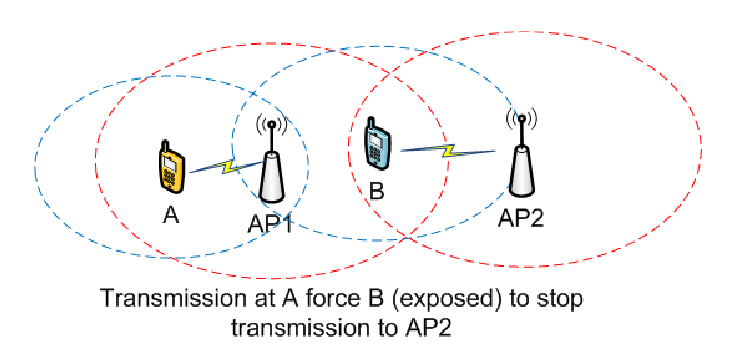 A
AP1
B
AP2
Transmission at A force B (exposed) to stop
transmission to AP2